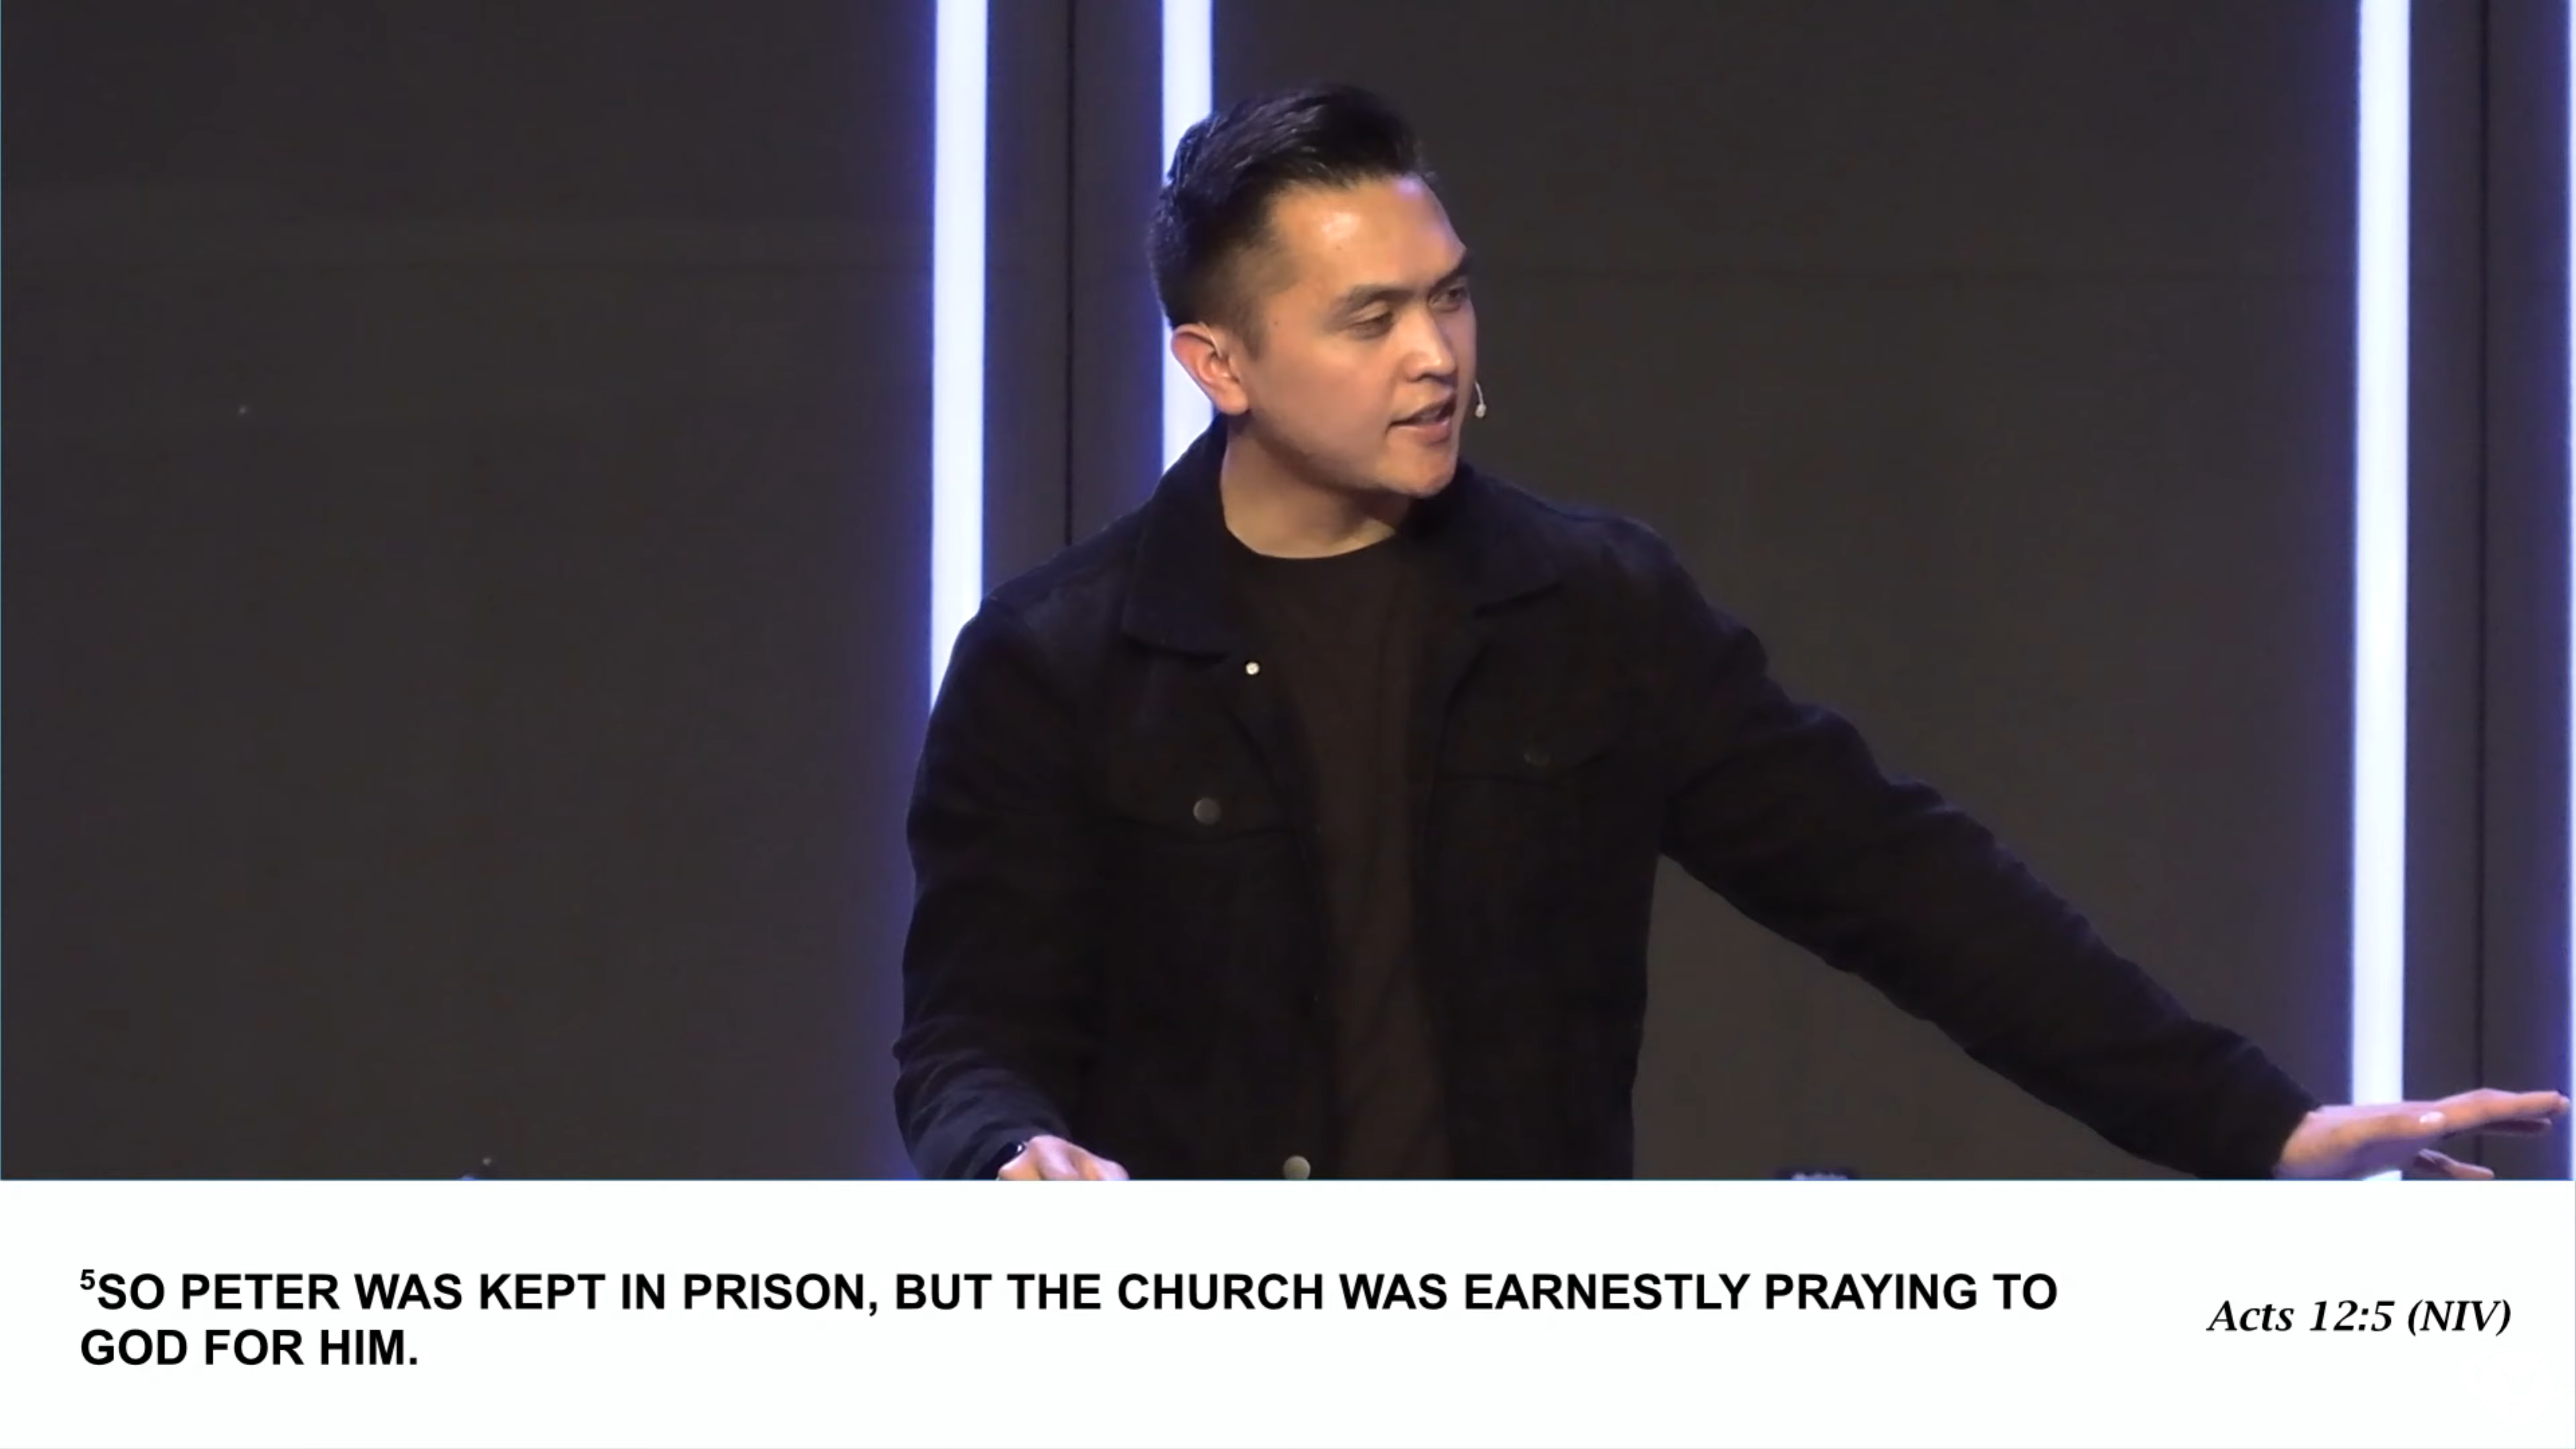 ⁵SO PETER WAS KEPT IN PRISON, BUT THE CHURCH WAS EARNESTLY PRAYING TO
GOD FOR HIM.
Acts 12:5 (NIV)